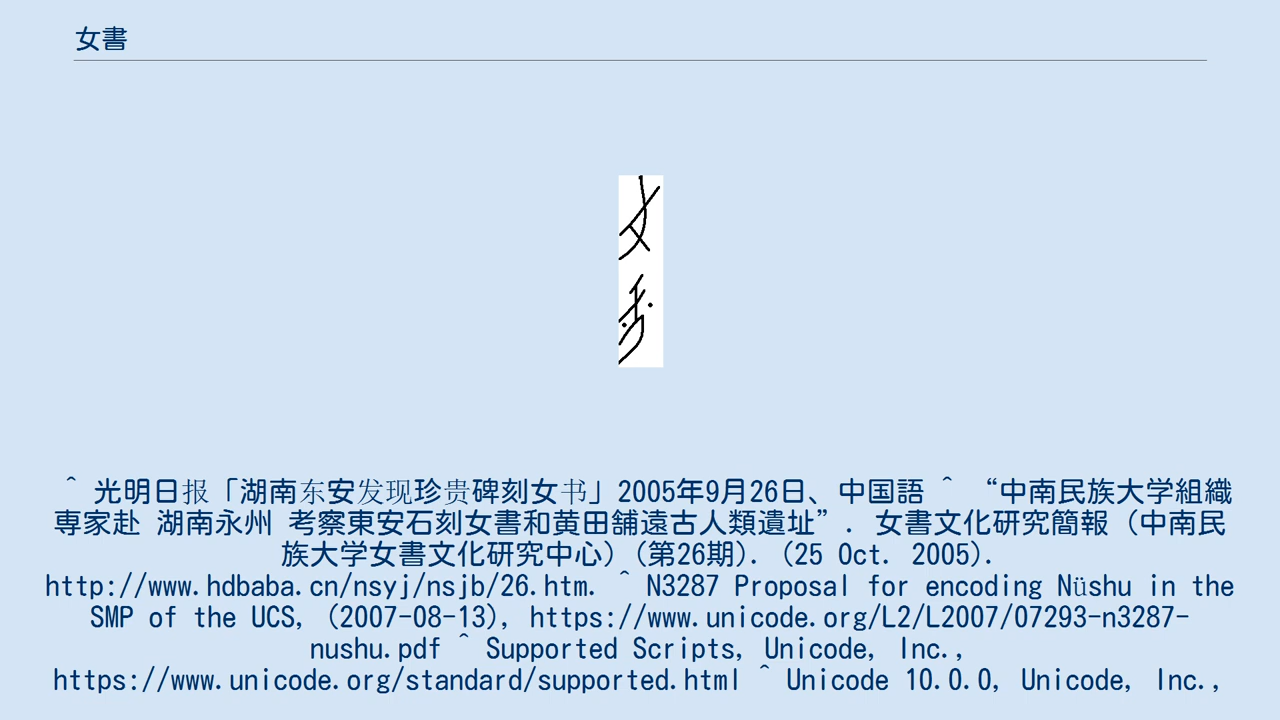 女書
^ 光明日报「湖南东安发现珍贵碑刻女书」2005年9月26日、中国語 ^ “中南民族大学組織
専家赴 湖南永州 考察東安石刻女書和黄田舗遠古人類遺址”. 女書文化研究簡報 (中南民
族大学女書文化研究中心) (第26期). (25 Oct. 2005).
http://www.hdbaba.cn/nsyj/nsjb/26.htm. ^ N3287 Proposal for encoding Nüshu in the
SMP of the UCS, (2007-08-13), https://www.unicode.org/L2/L2007/07293-n3287-
nushu.pdf ^ Supported Scripts, Unicode, Inc.,
https://www.unicode.org/standard/supported.html ^ Unicode 10.0.0, Unicode, Inc.,